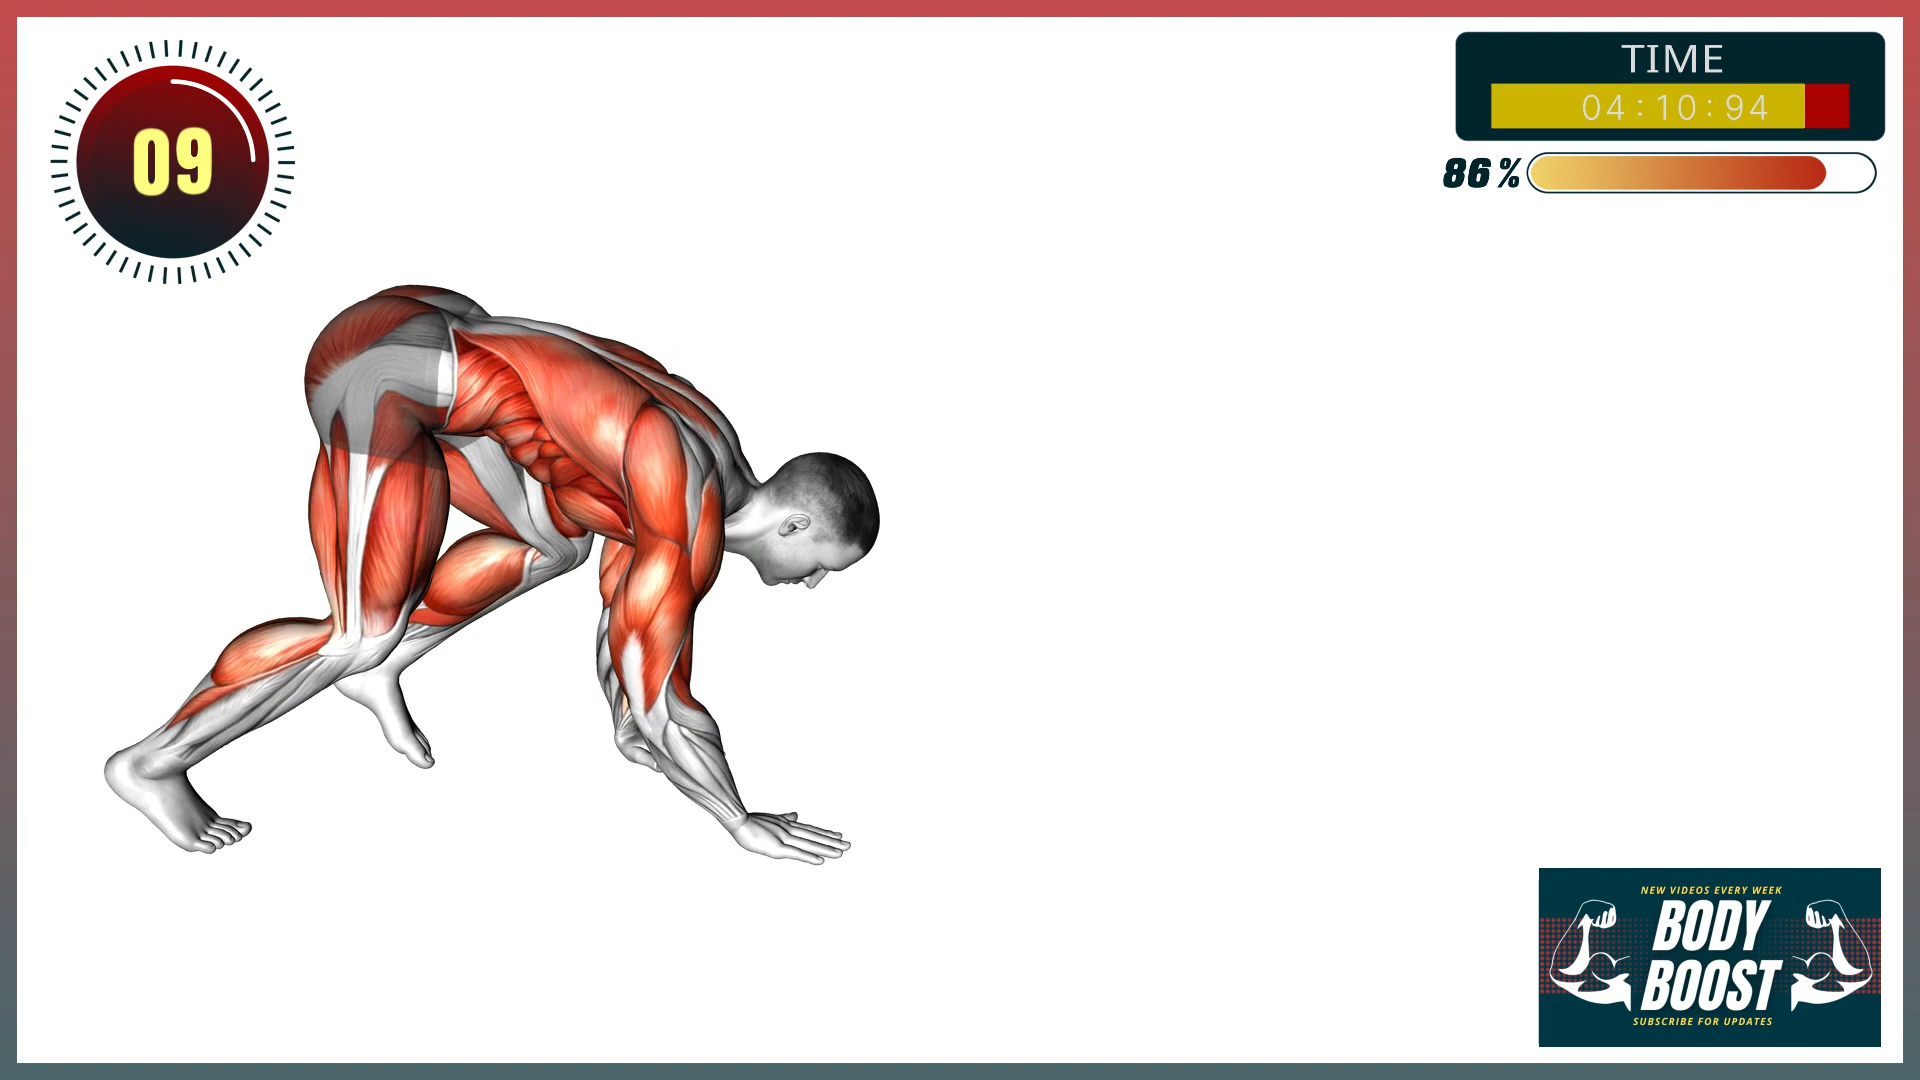 09
TIME
04:10:94
86%
NEW VIDEOS EVERY WEEK
BODY
BOOST
SUBSCRIBE FOR UPDATES